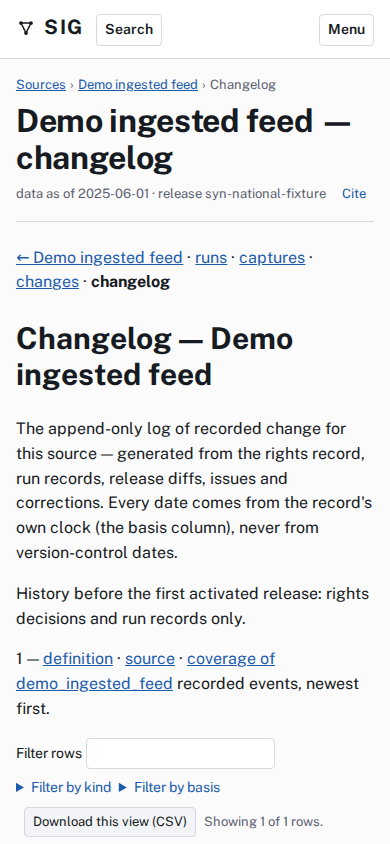 SIG Search Menu
Sources › Demo ingested feed › Changelog
Demo ingested feed —
changelog
data as of 2025-06-01 · release syn-national-fixture Cite
← Demo ingested feed · runs · captures ·
changes · changelog
Changelog — Demo
ingested feed
The append-only log of recorded change for
this source — generated from the rights record,
run records, release diffs, issues and
corrections. Every date comes from the record's
own clock (the basis column), never from
version-control dates.
History before the first activated release: rights
decisions and run records only.
1 — definition · source · coverage of
demo_ingested_feed recorded events, newest
first.
Filter rows
▶ Filter by kind ▶ Filter by basis
Download this view (CSV) Showing 1 of 1 rows.